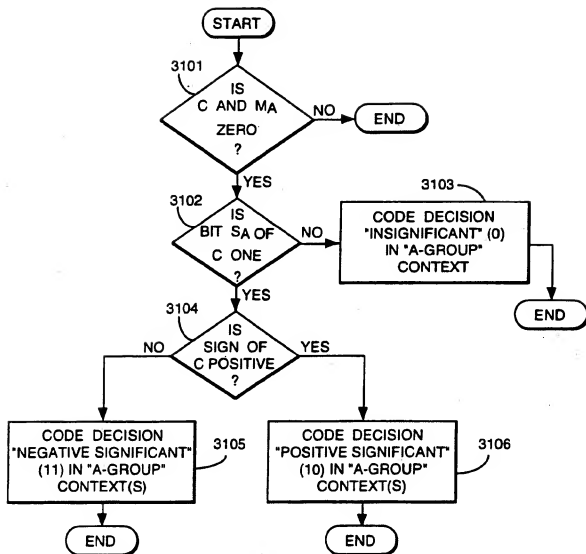 START
3101
IS
C AND MA
ZERO
?
NO
END
YES
3102
IS
BIT SA OF
C ONE
?
NO
3103
CODE DECISION
"INSIGNIFICANT" (0)
IN "A-GROUP"
CONTEXT
END
YES
3104
IS
SIGN OF
C POSITIVE
?
NO
YES
CODE DECISION
"NEGATIVE SIGNIFICANT"
(11) IN "A-GROUP"
CONTEXT(S)
3105
END
CODE DECISION
"POSITIVE SIGNIFICANT"
(10) IN "A-GROUP"
CONTEXT(S)
3106
END